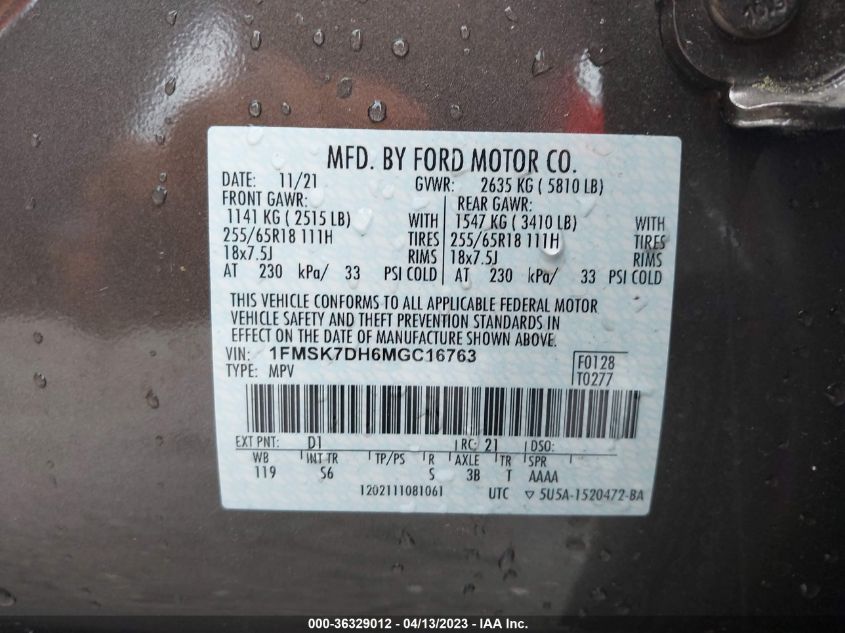 10.9
MFD. BY FORD MOTOR CO.
DATE: 11/21 GVWR: 2635 KG ( 5810 LB)
FRONT GAWR: REAR GAWR:
1141 KG ( 2515 LB) WITH 1547 KG ( 3410 LB) WITH
255/65R18 111H TIRES 255/65R18 111H TIRES
18x7.5J RIMS 18x7.5J RIMS
AT 230 kPa/ 33 PSI COLD AT 230 kPa/ 33 PSI COLD
THIS VEHICLE CONFORMS TO ALL APPLICABLE FEDERAL MOTOR
VEHICLE SAFETY AND THEFT PREVENTION STANDARDS IN
EFFECT ON THE DATE OF MANUFACTURE SHOWN ABOVE.
VIN: 1FMSK7DH6MGC16763
TYPE: MPV
F0128
T0277
EXT PNT: D1 RC: 21 DSO:
WB INT TR TP/PS R AXLE TR SPR
119 S6 S 3B T AAAA
1202111081061 UTC ▽ 5U5A-1520472-BA
000-36329012 - 04/13/2023 - IAA Inc.